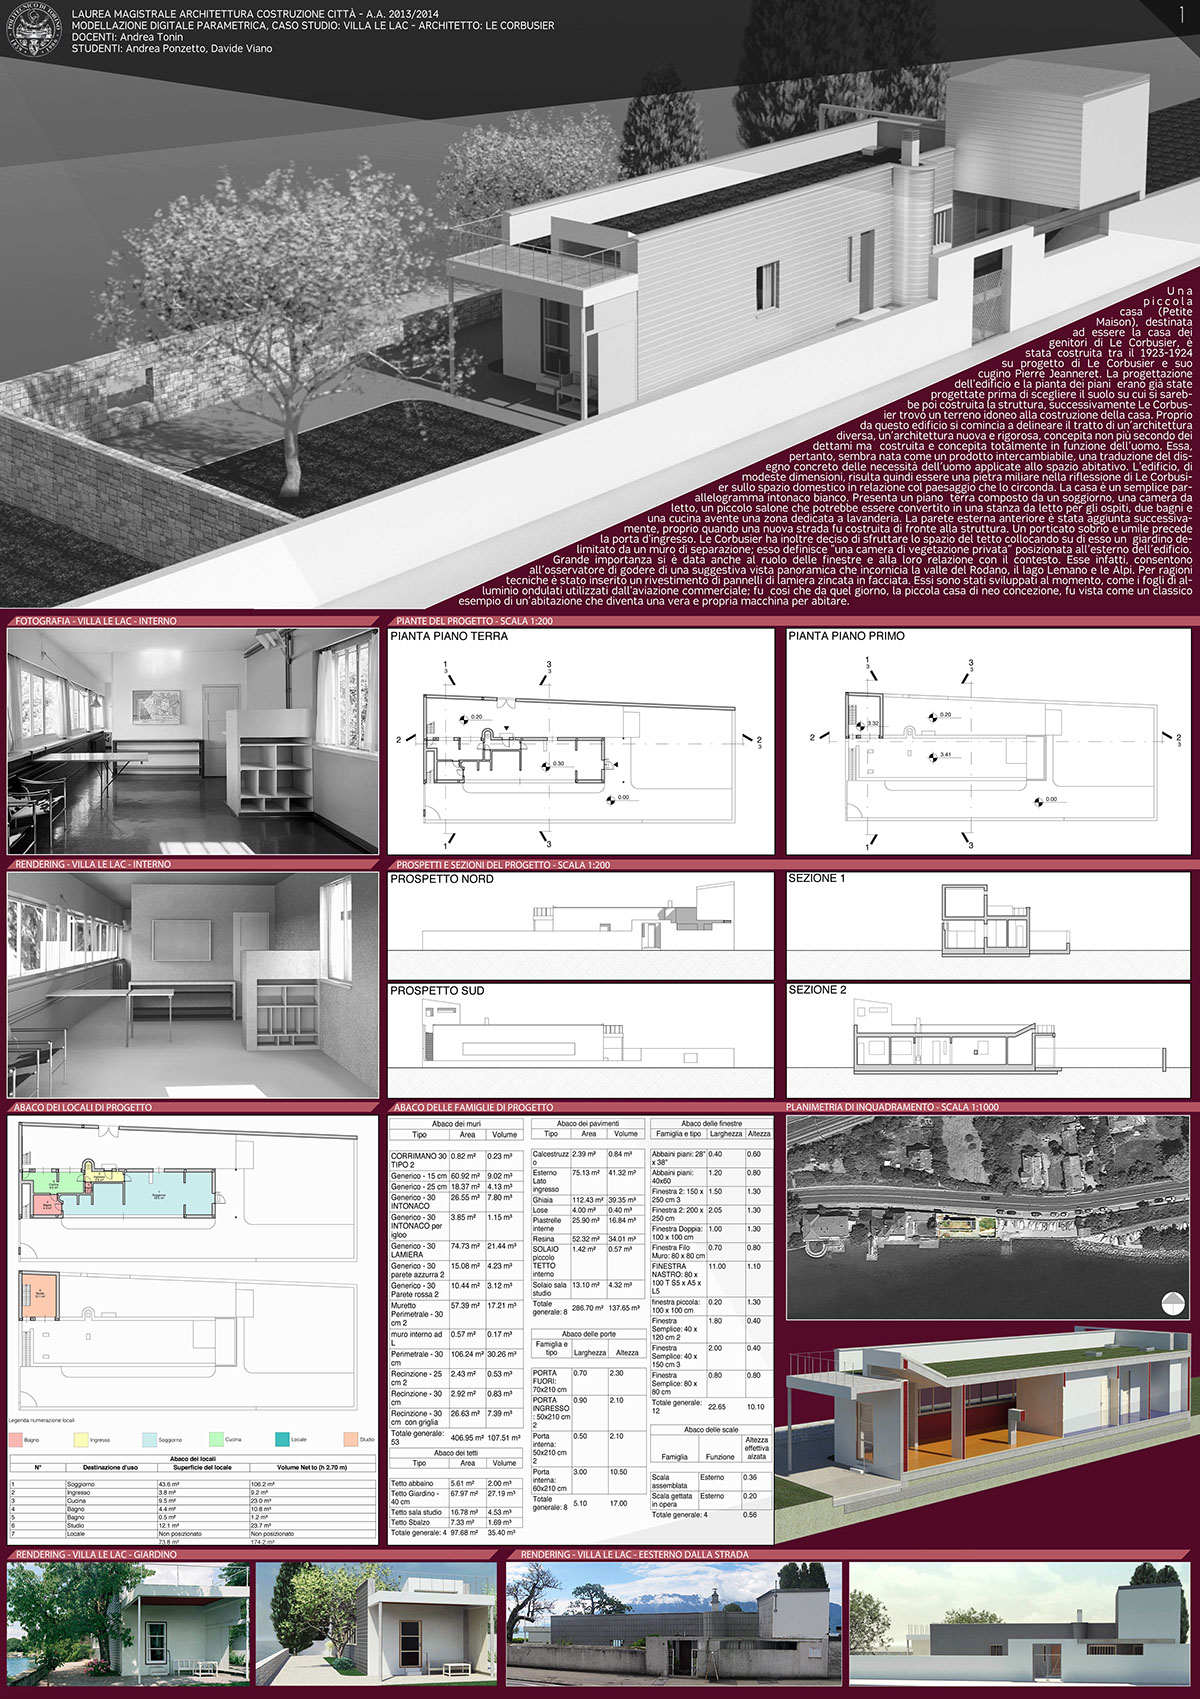 LAUREA MAGISTRALE ARCHITETTURA COSTRUZIONE CITTÀ - A.A. 2013/2014
MODELLAZIONE DIGITALE PARAMETRICA, CASO STUDIO: VILLA LE LAC - ARCHITETTO: LE CORBUSIER
DOCENTI: Andrea Tonin
STUDENTI: Andrea Ponzetto, Davide Viano
1
Una
piccola
casa (Petite
Maison), destinata
ad essere la casa dei
genitori di Le Corbusier, è
stata costruita tra il 1923-1924
su progetto di Le Corbusier e suo
cugino Pierre Jeanneret. La progettazione
dell'edificio e la pianta dei piani erano già state
progettate prima di scegliere il suolo su cui si sareb-
be poi costruita la struttura, successivamente Le Corbus-
ier trovo un terreno idoneo alla costruzione della casa. Proprio
da questo edificio si comincia a delineare il tratto di un'architettura
diversa, un'architettura nuova e rigorosa, concepita non più secondo dei
dettami ma costruita e concepita totalmente in funzione dell'uomo. Essa,
pertanto, sembra nata come un prodotto intercambiabile, una traduzione del dis-
egno concreto delle necessità dell'uomo applicate allo spazio abitativo. L'edificio, di
modeste dimensioni, risulta quindi essere una pietra miliare nella riflessione di Le Corbusi-
er sullo spazio domestico in relazione col paesaggio che lo circonda. La casa è un semplice par-
allelogramma intonaco bianco. Presenta un piano terra composto da un soggiorno, una camera da
letto, un piccolo salone che potrebbe essere convertito in una stanza da letto per gli ospiti, due bagni e
una cucina avente una zona dedicata a lavanderia. La parete esterna anteriore è stata aggiunta successiva-
mente, proprio quando una nuova strada fu costruita di fronte alla struttura. Un porticato sobrio e umile precede
la porta d'ingresso. Le Corbusier ha inoltre deciso di sfruttare lo spazio del tetto collocando su di esso un giardino de-
limitato da un muro di separazione; esso definisce "una camera di vegetazione privata" posizionata all'esterno dell'edificio.
Grande importanza si è data anche al ruolo delle finestre e alla loro relazione con il contesto. Esse infatti, consentono
all'osservatore di godere di una suggestiva vista panoramica che incornicia la valle del Rodano, il lago Lemano e le Alpi. Per ragioni
tecniche è stato inserito un rivestimento di pannelli di lamiera zincata in facciata. Essi sono stati sviluppati al momento, come i fogli di al-
luminio ondulati utilizzati dall'aviazione commerciale; fu così che da quel giorno, la piccola casa di neo concezione, fu vista come un classico
esempio di un'abitazione che diventa una vera e propria macchina per abitare.
FOTOGRAFIA - VILLA LE LAC - INTERNO
PIANTE DEL PROGETTO - SCALA 1:200
PIANTA PIANO TERRA
1 3
3 3
0.20
2 2
3
0.30
0.00
1 3
PIANTA PIANO PRIMO
1 3
3 3
0.20
3.32
2 2
3
3.41
0.00
1 3
RENDERING - VILLA LE LAC - INTERNO
PROSPETTI E SEZIONI DEL PROGETTO - SCALA 1:200
PROSPETTO NORD
SEZIONE 1
PROSPETTO SUD
SEZIONE 2
ABACO DEI LOCALI DI PROGETTO
Legenda numerazione locali
Bagno Ingresso Soggiorno Cucina Locale Studio
Abaco dei locali
N° Destinazione d'uso Superficie del locale Volume Netto (h 2.70 m)
1 Soggiorno 43.6 m² 106.2 m³
2 Ingresso 3.8 m² 9.2 m³
3 Cucina 9.5 m² 23.0 m³
4 Bagno 4.4 m² 10.8 m³
5 Bagno 0.5 m² 1.2 m³
6 Studio 12.1 m² 23.7 m³
7 Locale Non posizionato Non posizionato
73.8 m² 174.2 m³
ABACO DELLE FAMIGLIE DI PROGETTO
Abaco dei muri
Tipo Area Volume
CORRIMANO 30 0.82 m² 0.23 m³
TIPO 2
Generico - 15 cm 60.92 m² 9.02 m³
Generico - 25 cm 18.37 m² 4.13 m³
Generico - 30 26.55 m² 7.80 m³
INTONACO
Generico - 30 3.85 m² 1.15 m³
INTONACO per
igloo
Generico - 30 74.73 m² 21.44 m³
LAMIERA
Generico - 30 15.08 m² 4.23 m³
parete azzurra 2
Generico - 30 10.44 m² 3.12 m³
Parete rossa 2
Muretto 57.39 m² 17.21 m³
Perimetrale - 30
cm 2
muro interno ad 0.57 m² 0.17 m³
L
Perimetrale - 30 106.24 m² 30.26 m³
cm
Recinzione - 25 2.43 m² 0.53 m³
cm 2
Recinzione - 30 2.92 m² 0.83 m³
cm
Recinzione - 30 26.63 m² 7.39 m³
cm con griglia
Totale generale: 406.95 m² 107.51 m³
53
Abaco dei tetti
Tipo Area Volume
Tetto abbaino 5.61 m² 2.00 m³
Tetto Giardino - 67.97 m² 27.19 m³
40 cm
Tetto sala studio 16.78 m² 4.53 m³
Tetto Sbalzo 7.33 m² 1.69 m³
Totale generale: 4 97.68 m² 35.40 m³
Abaco dei pavimenti
Tipo Area Volume
Calcestruzz 2.39 m² 0.84 m³
o
Esterno 75.13 m² 41.32 m³
Lato
ingresso
Ghiaia 112.43 m² 39.35 m³
Lose 4.00 m² 0.40 m³
Piastrelle 25.90 m² 16.84 m³
interne
Resina 52.32 m² 34.01 m³
SOLAIO 1.42 m² 0.57 m³
piccolo
TETTO
interno
Solaio sala 13.10 m² 4.32 m³
studio
Totale 286.70 m² 137.65 m³
generale: 8
Abaco delle porte
Famiglia e Larghezza Altezza
tipo
PORTA 0.70 2.30
FUORI:
70x210 cm
PORTA 0.90 2.10
INGRESSO
: 50x210 cm
2
Porta 0.50 2.10
interna:
50x210 cm
2
Porta 3.00 10.50
interna:
60x210 cm
Totale 5.10 17.00
generale: 8
Abaco delle finestre
Famiglia e tipo Larghezza Altezza
Abbaini piani: 28" 0.40 0.60
x 38"
Abbaini piani: 1.20 0.80
40x60
Finestra 2: 150 x 1.50 1.30
250 cm 3
Finestra 2: 200 x 2.05 1.30
250 cm
Finestra Doppia: 1.00 1.30
100 x 100 cm
Finestra Filo 0.70 0.80
Muro: 80 x 80 cm
FINESTRA 11.00 1.10
NASTRO: 80 x
100 T S5 x A5 x
L5
finestra piccola: 0.20 1.30
100 x 100 cm
Finestra 1.80 0.40
Semplice: 40 x
120 cm 2
Finestra 2.00 0.40
Semplice: 40 x
150 cm 3
Finestra 0.80 0.80
Semplice: 80 x
80 cm
Totale generale: 22.65 10.10
12
Abaco delle scale
Famiglia Funzione Altezza
effettiva
alzata
Scala Esterno 0.36
assemblata
Scala gettata Esterno 0.20
in opera
Totale generale: 4 0.56
PLANIMETRIA DI INQUADRAMENTO - SCALA 1:1000
RENDERING - VILLA LE LAC - GIARDINO
RENDERING - VILLA LE LAC - EESTERNO DALLA STRADA